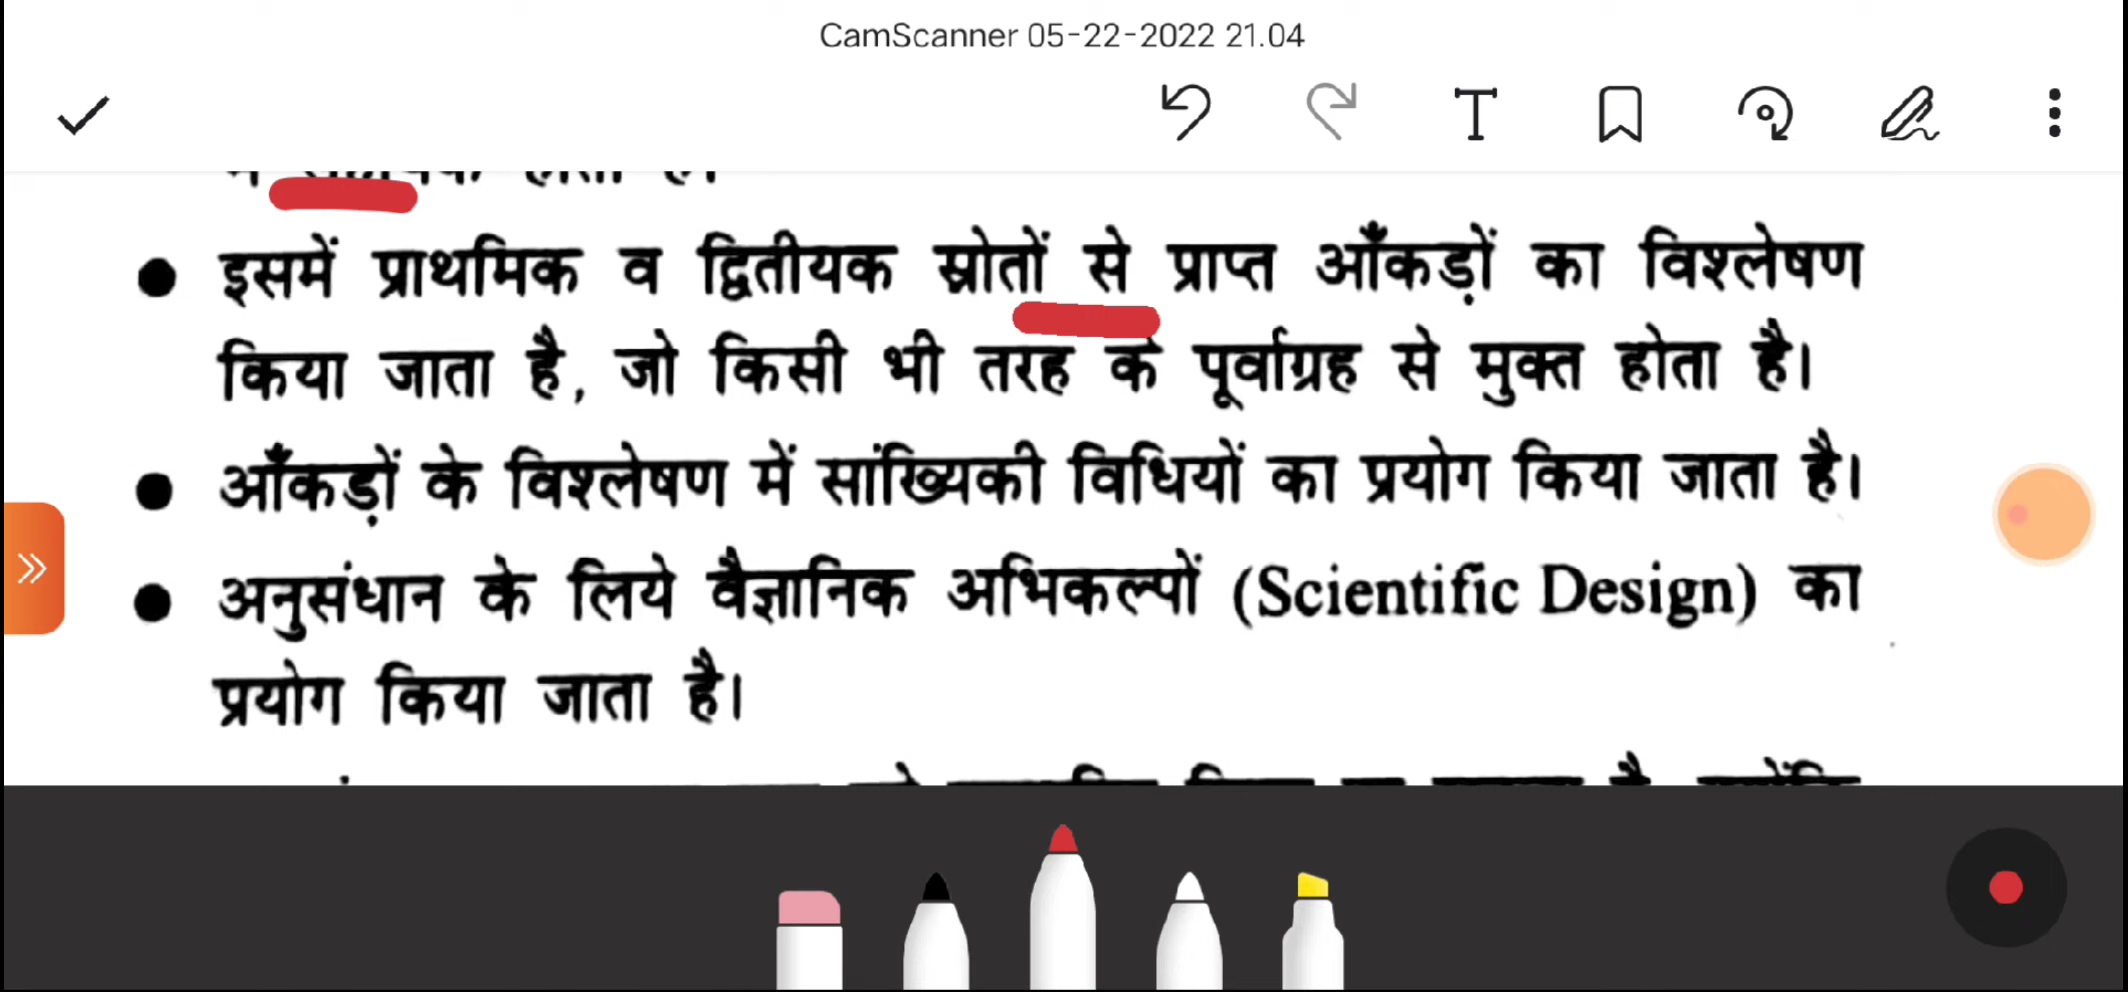 CamScanner 05-22-2022 21.04
T
इसमें प्राथमिक व द्वितीयक स्रोतों से प्राप्त आँकड़ों का विश्लेषण
किया जाता है, जो किसी भी तरह के पूर्वाग्रह से मुक्त होता है।
आँकड़ों के विश्लेषण में सांख्यिकी विधियों का प्रयोग किया जाता है।
अनुसंधान के लिये वैज्ञानिक अभिकल्पों (Scientific Design) का
प्रयोग किया जाता है।